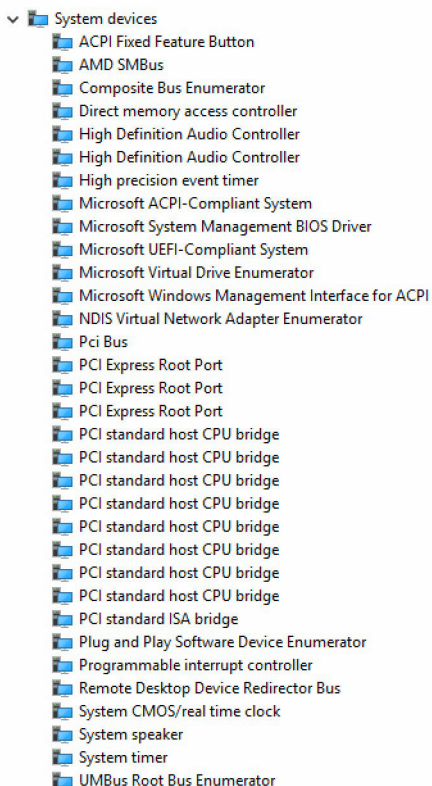 System devices
ACPI Fixed Feature Button
AMD SMBus
Composite Bus Enumerator
Direct memory access controller
High Definition Audio Controller
High Definition Audio Controller
High precision event timer
Microsoft ACPI-Compliant System
Microsoft System Management BIOS Driver
Microsoft UEFI-Compliant System
Microsoft Virtual Drive Enumerator
Microsoft Windows Management Interface for ACPI
NDIS Virtual Network Adapter Enumerator
Pci Bus
PCI Express Root Port
PCI Express Root Port
PCI Express Root Port
PCI standard host CPU bridge
PCI standard host CPU bridge
PCI standard host CPU bridge
PCI standard host CPU bridge
PCI standard host CPU bridge
PCI standard host CPU bridge
PCI standard host CPU bridge
PCI standard host CPU bridge
PCI standard ISA bridge
Plug and Play Software Device Enumerator
Programmable interrupt controller
Remote Desktop Device Redirector Bus
System CMOS/real time clock
System speaker
System timer
UMBus Root Bus Enumerator